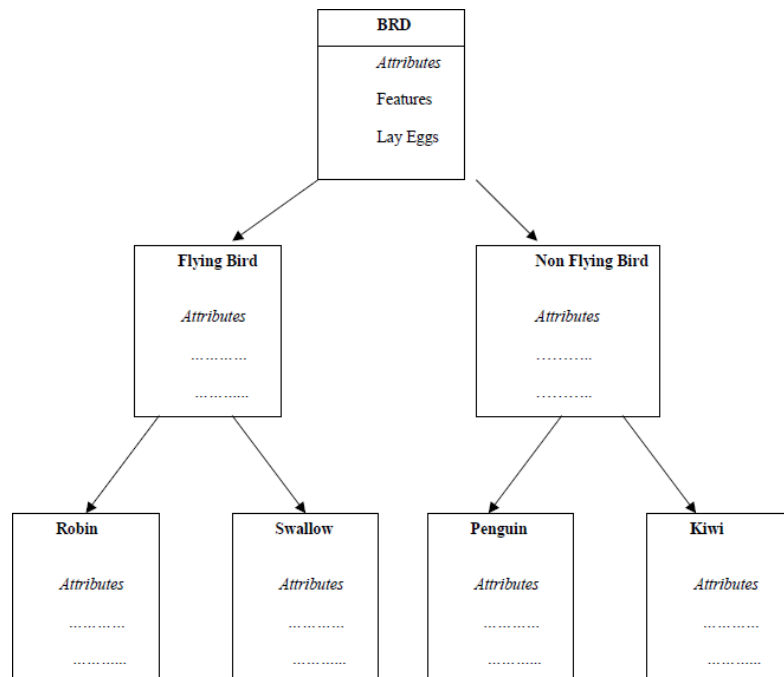 BRD
Attributes
Features
Lay Eggs
Flying Bird
Attributes
…………
………...
Non Flying Bird
Attributes
………..
………..
Robin
Attributes
…………
………...
Swallow
Attributes
…………
………...
Penguin
Attributes
…………
………...
Kiwi
Attributes
…………
………...